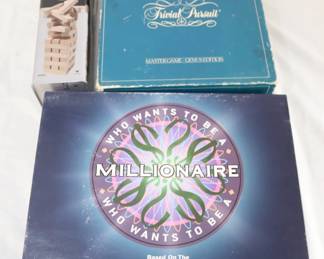 Trivial Pursuit
MASTER GAME GENUS EDITION
WHO WANTS TO BE A
MILLIONAIRE
WHO WANTS TO BE A
Based On The